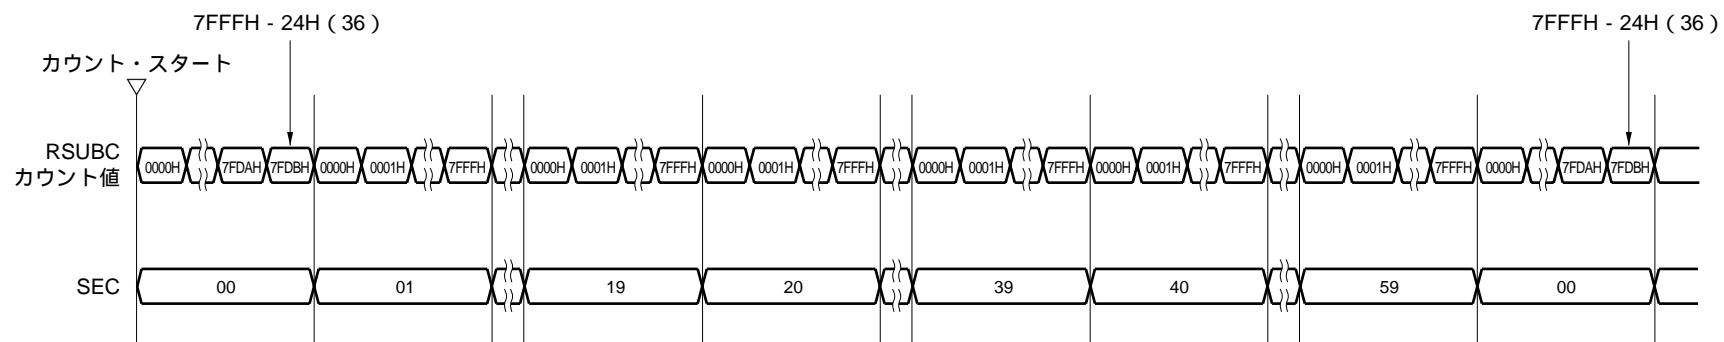 7FFFH - 24H（36）
7FFFH - 24H（36）
カウント・スタート
RSUBC
カウント値
0000H 7FDAH 7FDBH 0000H 0001H 7FFFH 0000H 0001H 7FFFH 0000H 0001H 7FFFH 0000H 0001H 7FFFH 0000H 0001H 7FFFH 0000H 0001H 7FFFH 0000H 7FDAH 7FDBH
SEC 00 01 19 20 39 40 59 00